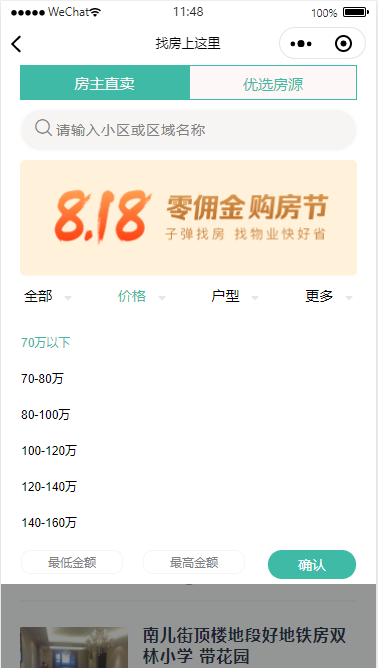 WeChat
11:48
100%
找房上这里
房主直卖
优选房源
请输入小区或区域名称
8.18
零佣金 购房节
子弹找房 找物业快好省
全部
价格
户型
更多
70万以下
70-80万
80-100万
100-120万
120-140万
140-160万
最低金额
最高金额
确认
南儿街顶楼地段好地铁房双
林小学 带花园